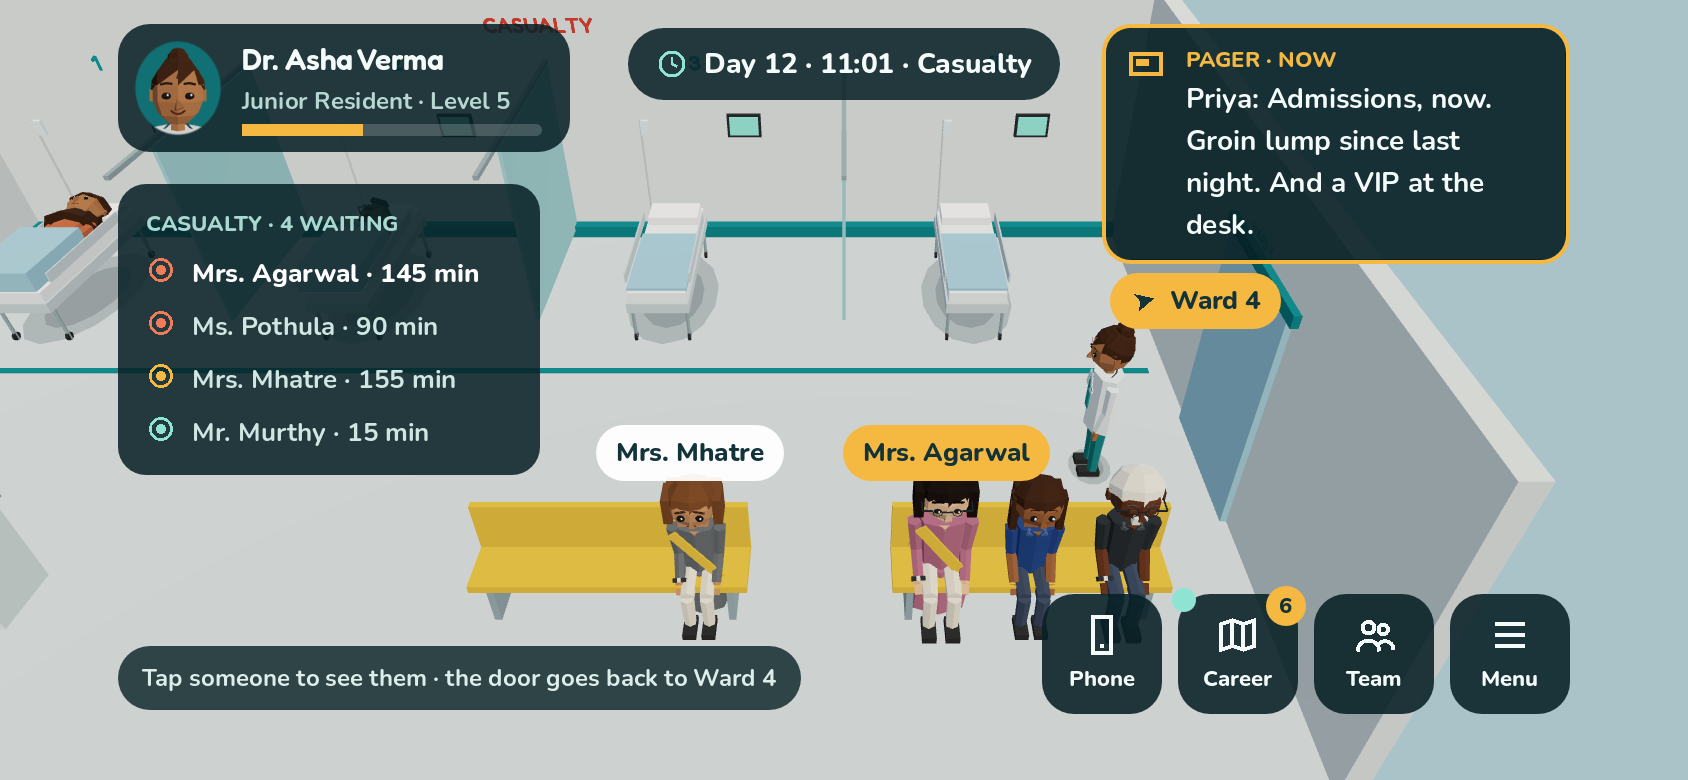 CASUALTY
Dr. Asha Verma
Junior Resident · Level 5
Day 12 · 11:01 · Casualty
PAGER · NOW
Priya: Admissions, now.
Groin lump since last
night. And a VIP at the
desk.
Ward 4
CASUALTY · 4 WAITING
Mrs. Agarwal · 145 min
Ms. Pothula · 90 min
Mrs. Mhatre · 155 min
Mr. Murthy · 15 min
Mrs. Mhatre
Mrs. Agarwal
6
Phone
Career
Team
Menu
Tap someone to see them · the door goes back to Ward 4